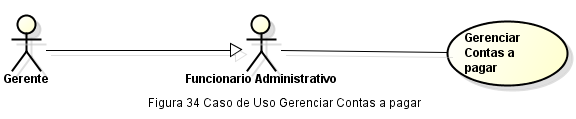 Gerenciar
Contas a
pagar
Gerente
Funcionario Administrativo
Figura 34 Caso de Uso Gerenciar Contas a pagar